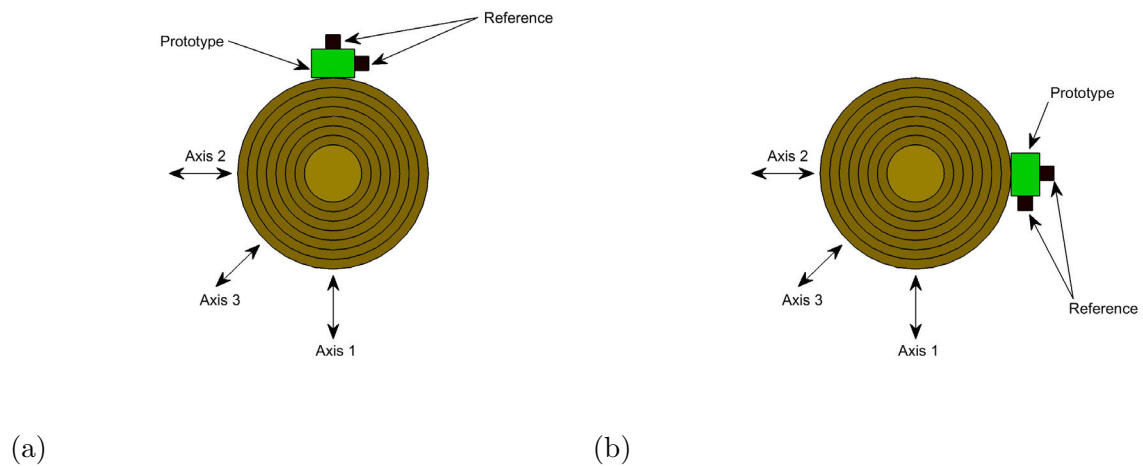 Reference
Prototype
Axis 2
Axis 3
Axis 1
(a)
Prototype
Axis 2
Axis 3
Reference
Axis 1
(b)